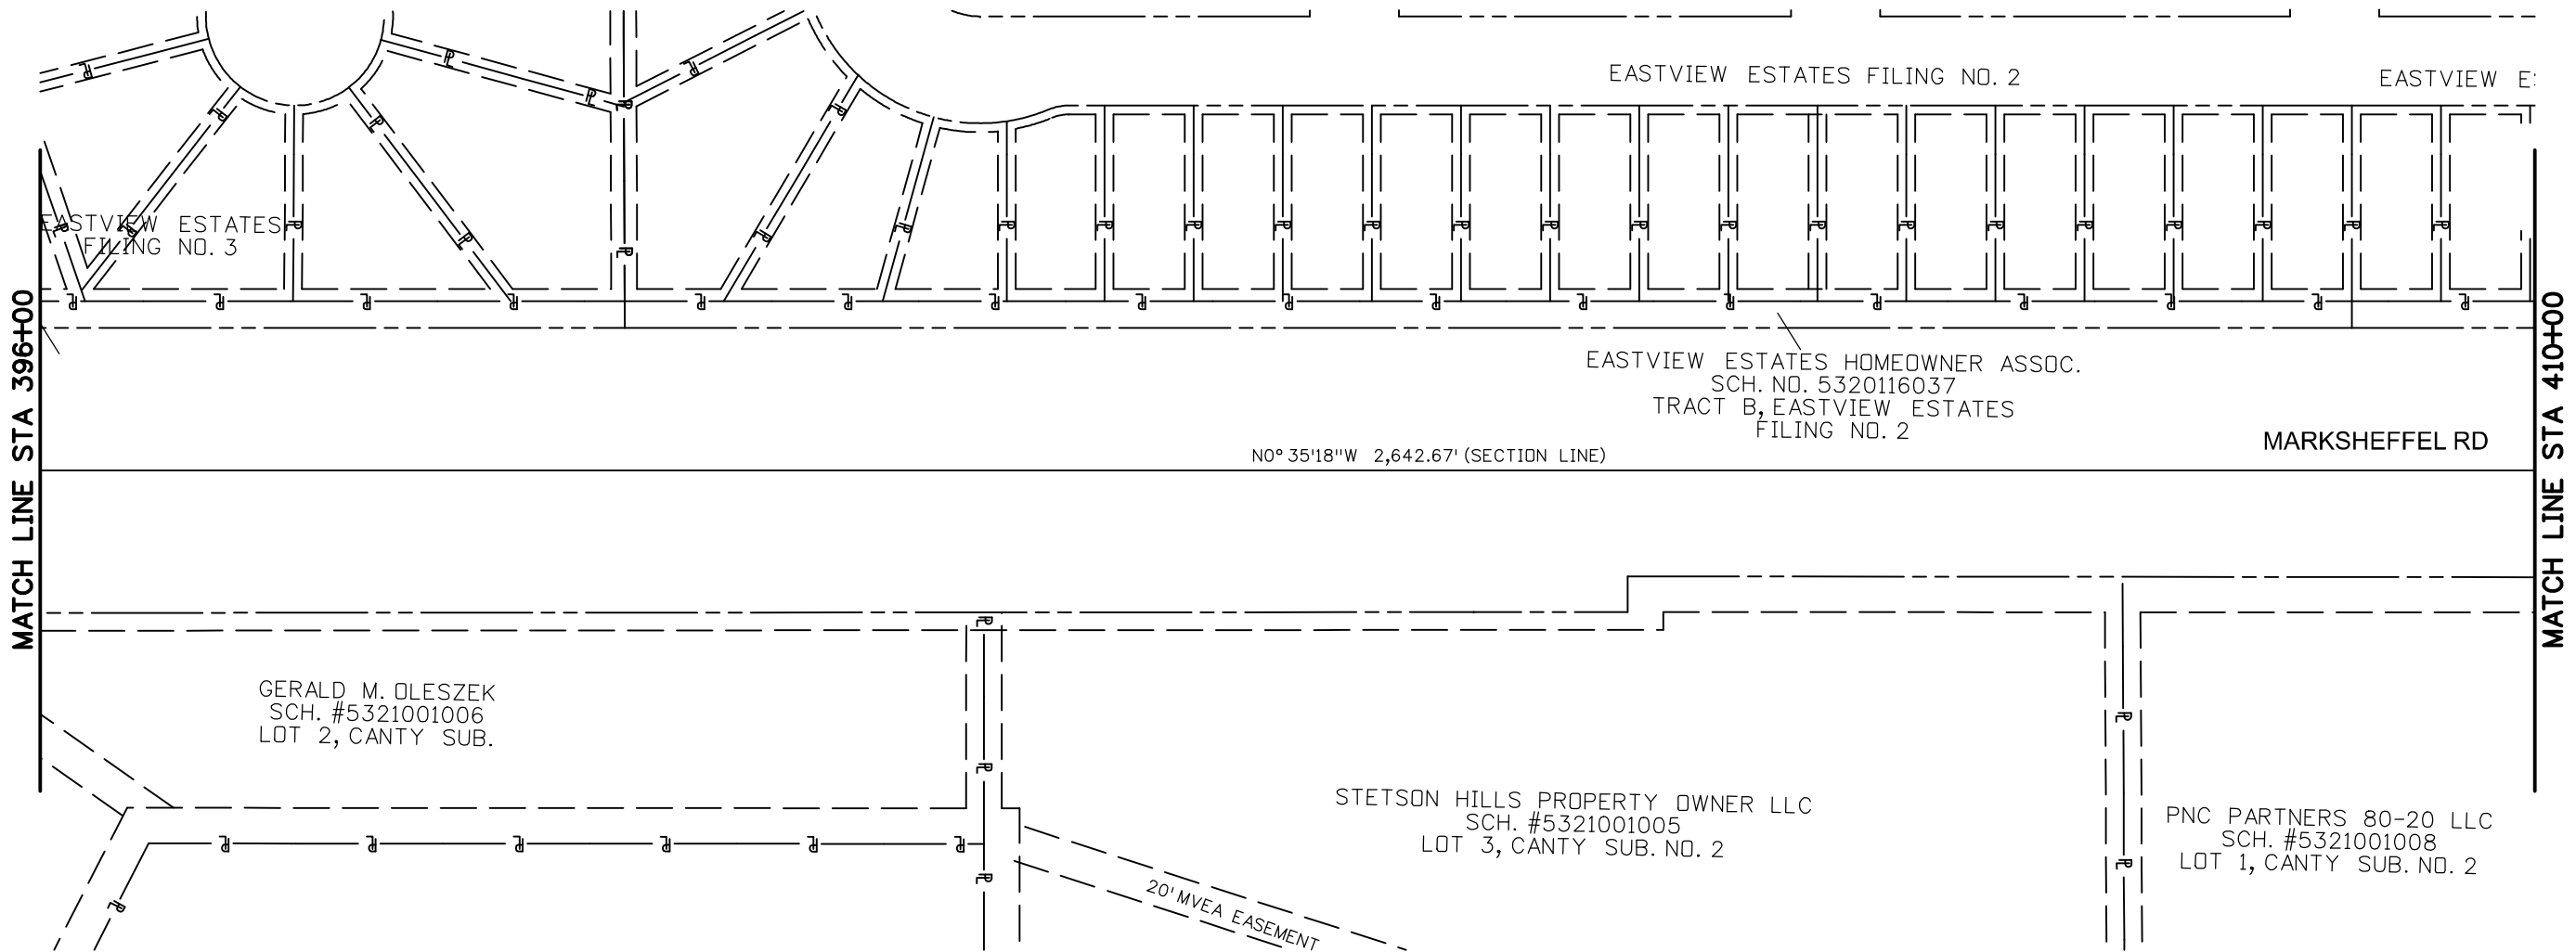 EASTVIEW ESTATES FILING NO. 2
EASTVIEW E
EASTVIEW ESTATES
FILING NO. 3
MATCH LINE STA 396+00
EASTVIEW ESTATES HOMEOWNER ASSOC.
SCH. NO. 5320116037
TRACT B, EASTVIEW ESTATES
FILING NO. 2
MARKSHEFFEL RD
N0° 35'18"W 2,642.67' (SECTION LINE)
MATCH LINE STA 410+00
GERALD M. OLESZEK
SCH. #5321001006
LOT 2, CANTY SUB.
STETSON HILLS PROPERTY OWNER LLC
SCH. #5321001005
LOT 3, CANTY SUB. NO. 2
PNC PARTNERS 80-20 LLC
SCH. #5321001008
LOT 1, CANTY SUB. NO. 2
20' MVEA EASEMENT